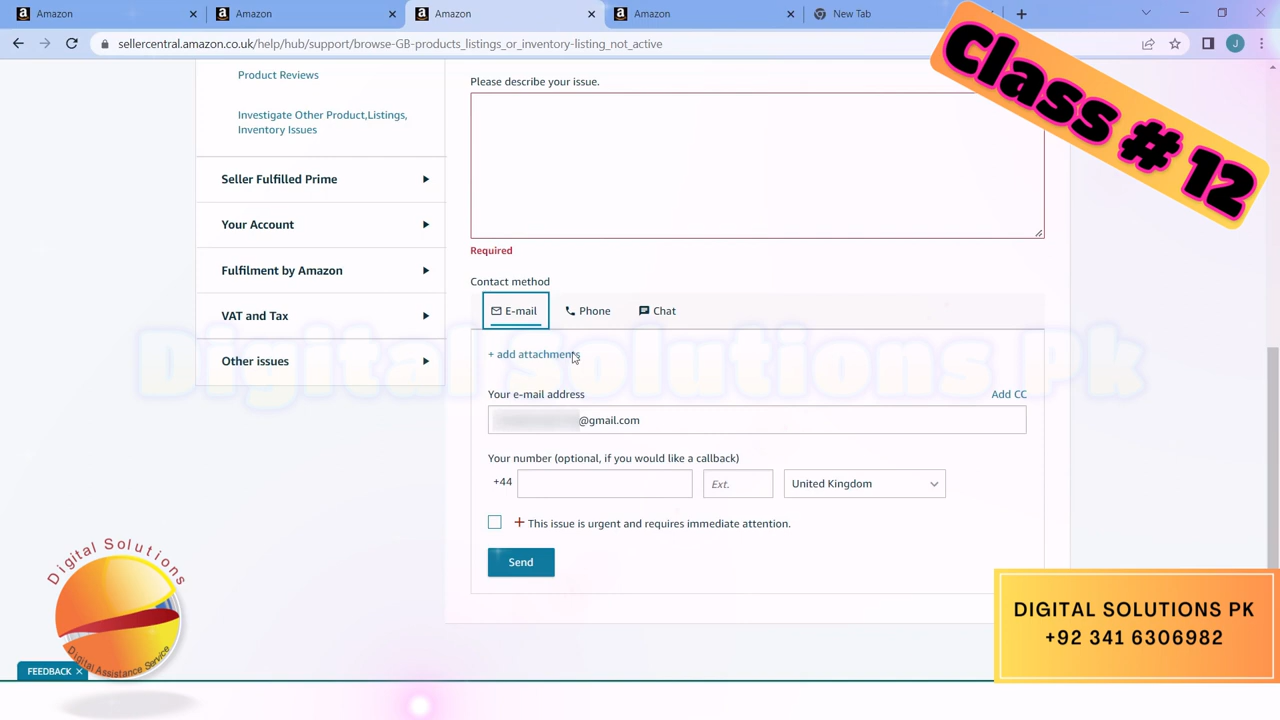 Amazon
Amazon
Amazon
Amazon
New Tab
sellercentral.amazon.co.uk/help/hub/support/browse-GB-products_listings_or_inventory-listing_not_active
J
Class # 12
Product Reviews
Investigate Other Product,Listings,
Inventory Issues
Seller Fulfilled Prime
Your Account
Fulfilment by Amazon
VAT and Tax
Other issues
Please describe your issue.
Required
Contact method
E-mail
Phone
Chat
+ add attachments
Your e-mail address
Add CC
@gmail.com
Your number (optional, if you would like a callback)
+44
Ext.
United Kingdom
This issue is urgent and requires immediate attention.
Send
Digital Solutions Pk
Digital Solutions
Digital Assistance Service
FEEDBACK
DIGITAL SOLUTIONS PK
+92 341 6306982